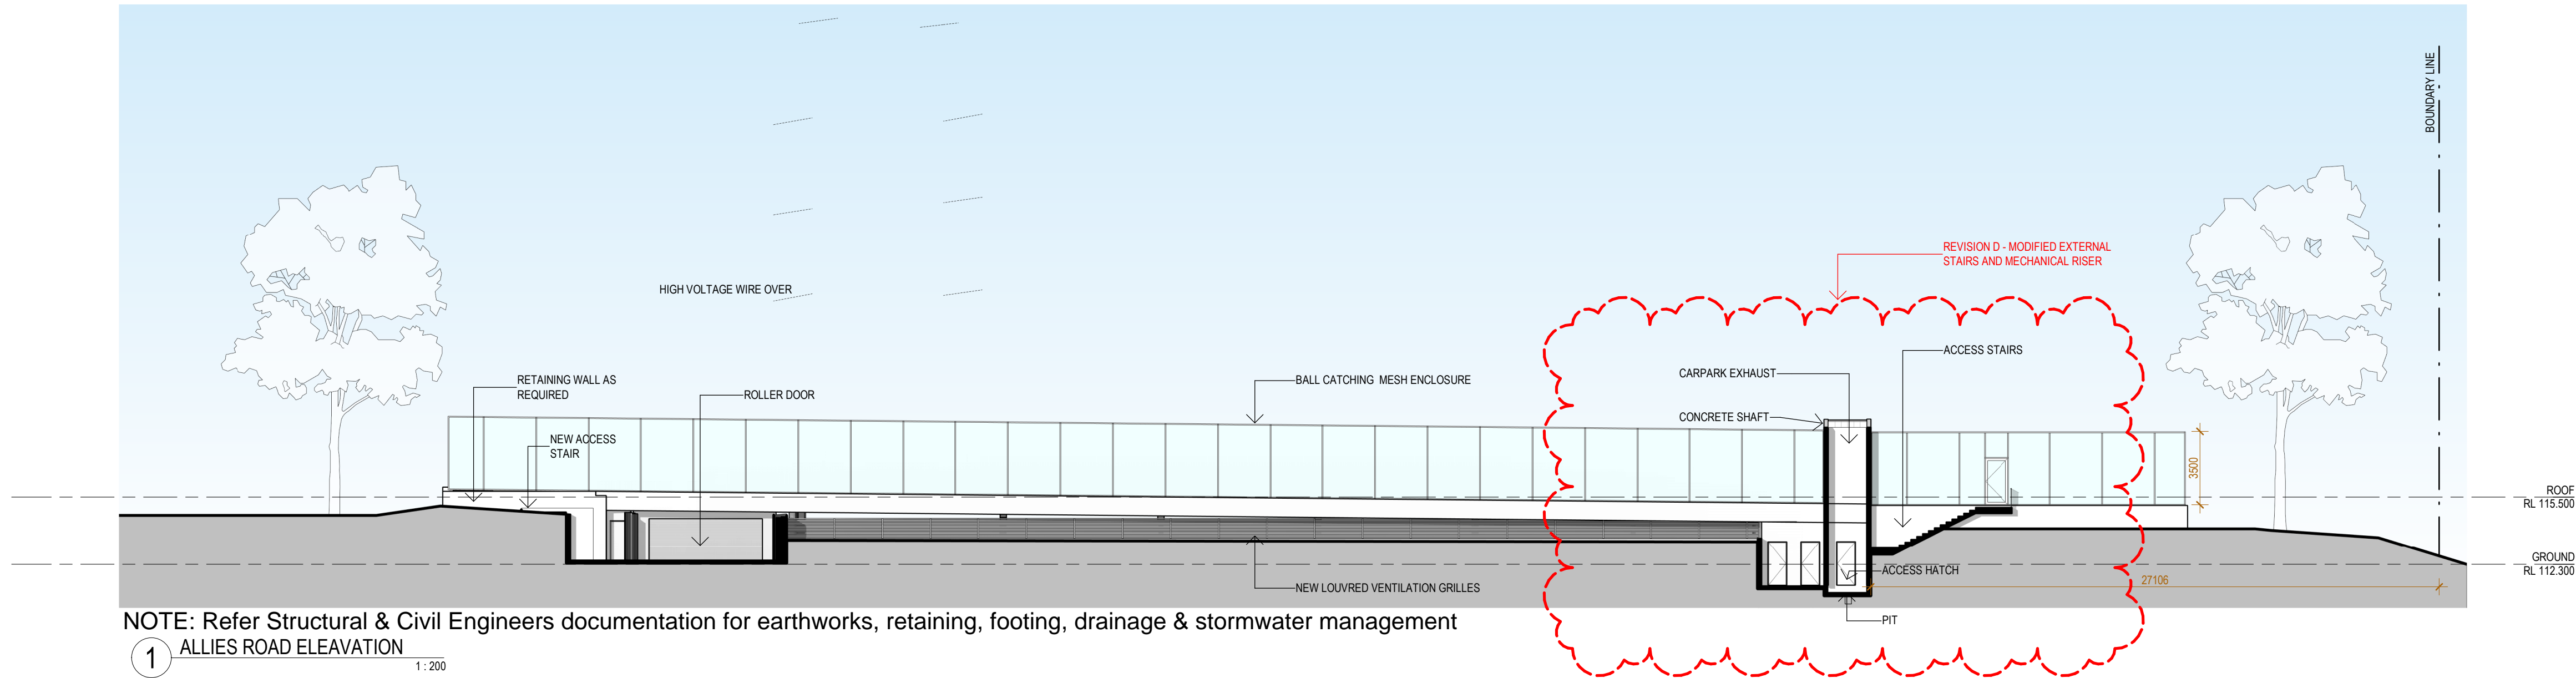 BOUNDARY LINE
REVISION D - MODIFIED EXTERNAL
STAIRS AND MECHANICAL RISER
HIGH VOLTAGE WIRE OVER
ACCESS STAIRS
RETAINING WALL AS
REQUIRED
ROLLER DOOR
BALL CATCHING MESH ENCLOSURE
CARPARK EXHAUST
CONCRETE SHAFT
NEW ACCESS
STAIR
3500
ROOF
RL 115.500
GROUND
RL 112.300
ACCESS HATCH
27106
NEW LOUVRED VENTILATION GRILLES
PIT
NOTE: Refer Structural & Civil Engineers documentation for earthworks, retaining, footing, drainage & stormwater management
1
ALLIES ROAD ELEAVATION
1 : 200